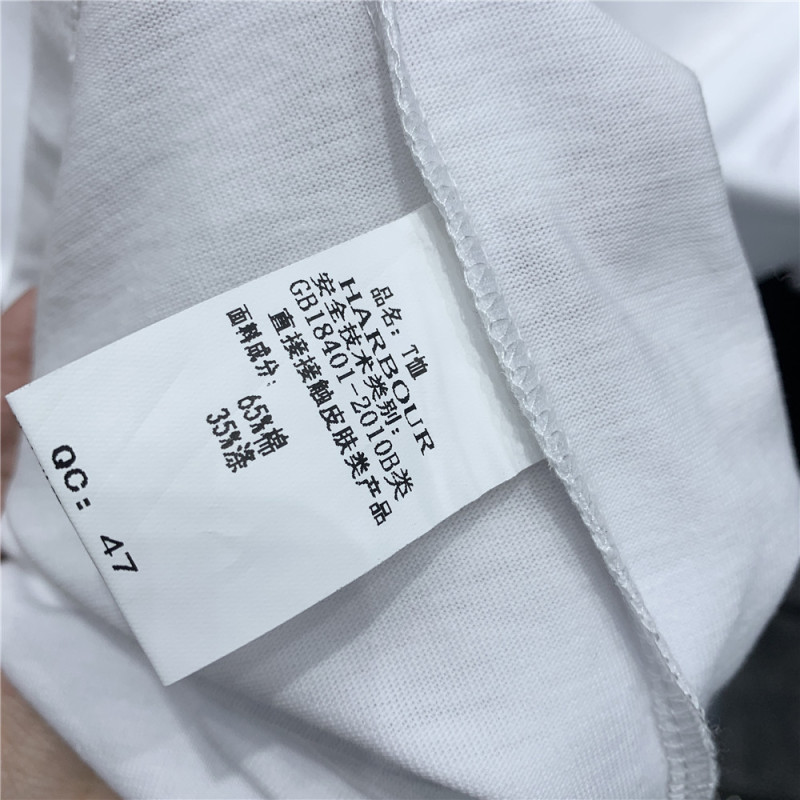 品名: T恤
HARBOUR
安全技术类别:
GB18401-2010B类
直接接触皮肤类产品
面料成分: 65%棉
35%涤
QC: 47